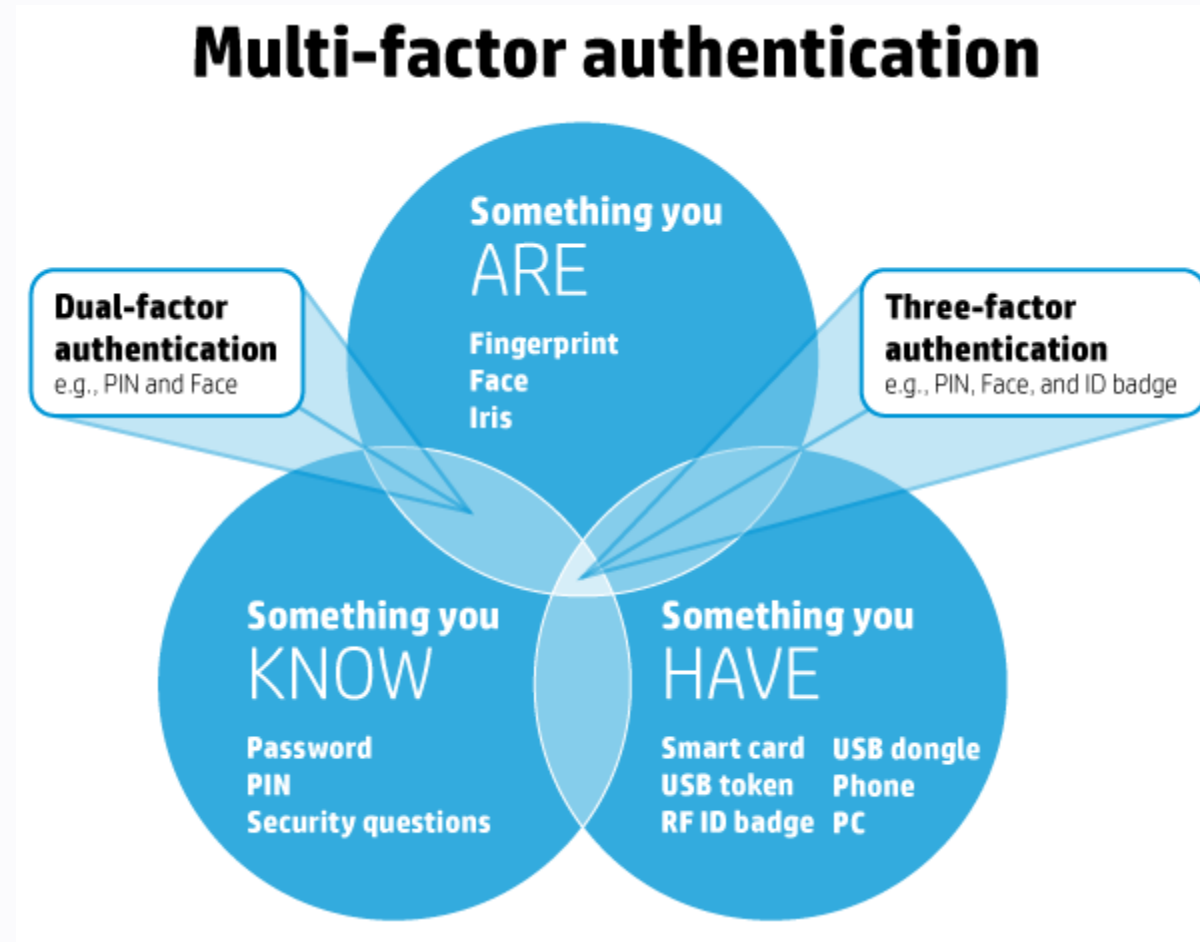 Multi-factor authentication
Something you
ARE
Fingerprint
Face
Iris
Dual-factor
authentication
e.g., PIN and Face
Three-factor
authentication
e.g., PIN, Face, and ID badge
Something you
KNOW
Password
PIN
Security questions
Something you
HAVE
Smart card
USB token
RF ID badge
USB dongle
Phone
PC